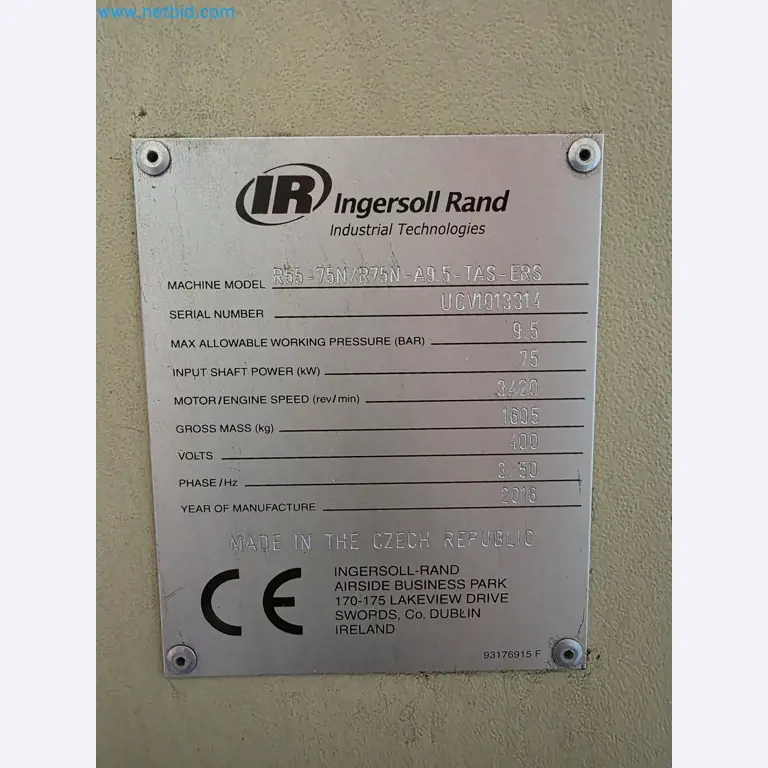 www.netbid.com
IR Ingersoll Rand
Industrial Technologies
MACHINE MODEL R55-75N/R75N-A9.5-TAS-ERS
SERIAL NUMBER UCV1013314
MAX ALLOWABLE WORKING PRESSURE (BAR) 9.5
INPUT SHAFT POWER (kW) 75
MOTOR/ENGINE SPEED (rev/min) 3420
GROSS MASS (kg) 1605
VOLTS 400
PHASE/Hz 3/50
YEAR OF MANUFACTURE 2016
MADE IN THE CZECH REPUBLIC
CE
INGERSOLL-RAND
AIRSIDE BUSINESS PARK
170-175 LAKEVIEW DRIVE
SWORDS, Co. DUBLIN
IRELAND
93176915 F